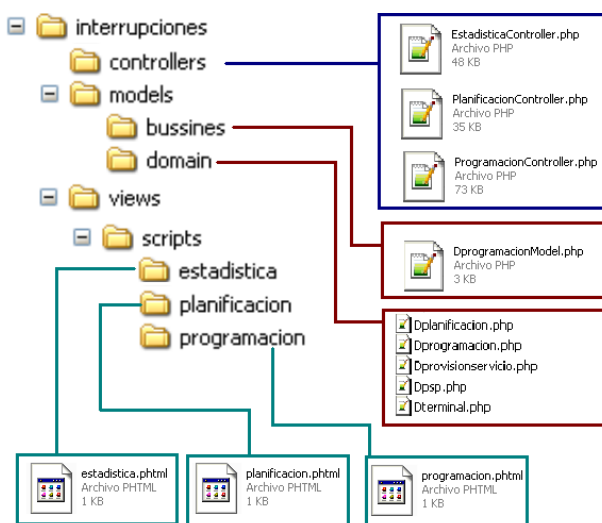 interrupciones
controllers
models
bussines
domain
views
scripts
estadistica
planificacion
programacion
EstadisticaController.php
Archivo PHP
48 KB
PlanificacionController.php
Archivo PHP
35 KB
ProgramacionController.php
Archivo PHP
73 KB
DprogramacionModel.php
Archivo PHP
3 KB
Dplanificacion.php
Dprogramacion.php
Dprovisionservicio.php
Dpsp.php
Dterminal.php
estadistica.phtml
Archivo PHTML
1 KB
planificacion.phtml
Archivo PHTML
1 KB
programacion.phtml
Archivo PHTML
1 KB